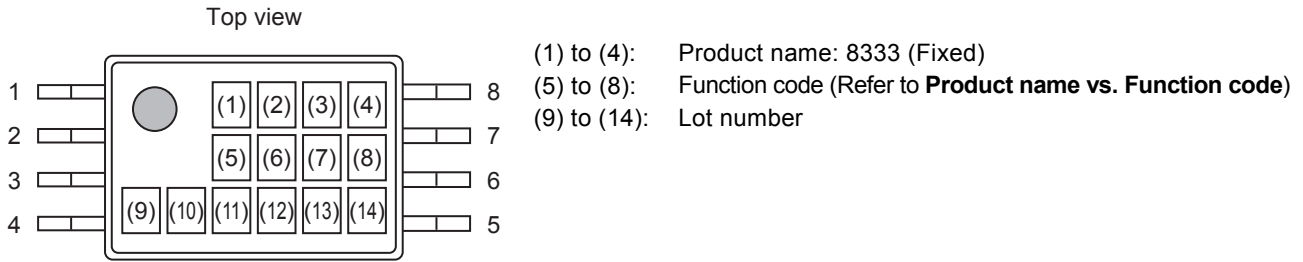 Top view
(1) to (4): Product name: 8333 (Fixed)
(5) to (8): Function code (Refer to Product name vs. Function code)
(9) to (14): Lot number
1 (1) (2) (3) (4) 8
2 (5) (6) (7) (8) 7
3 6
4 (9) (10) (11) (12) (13) (14) 5